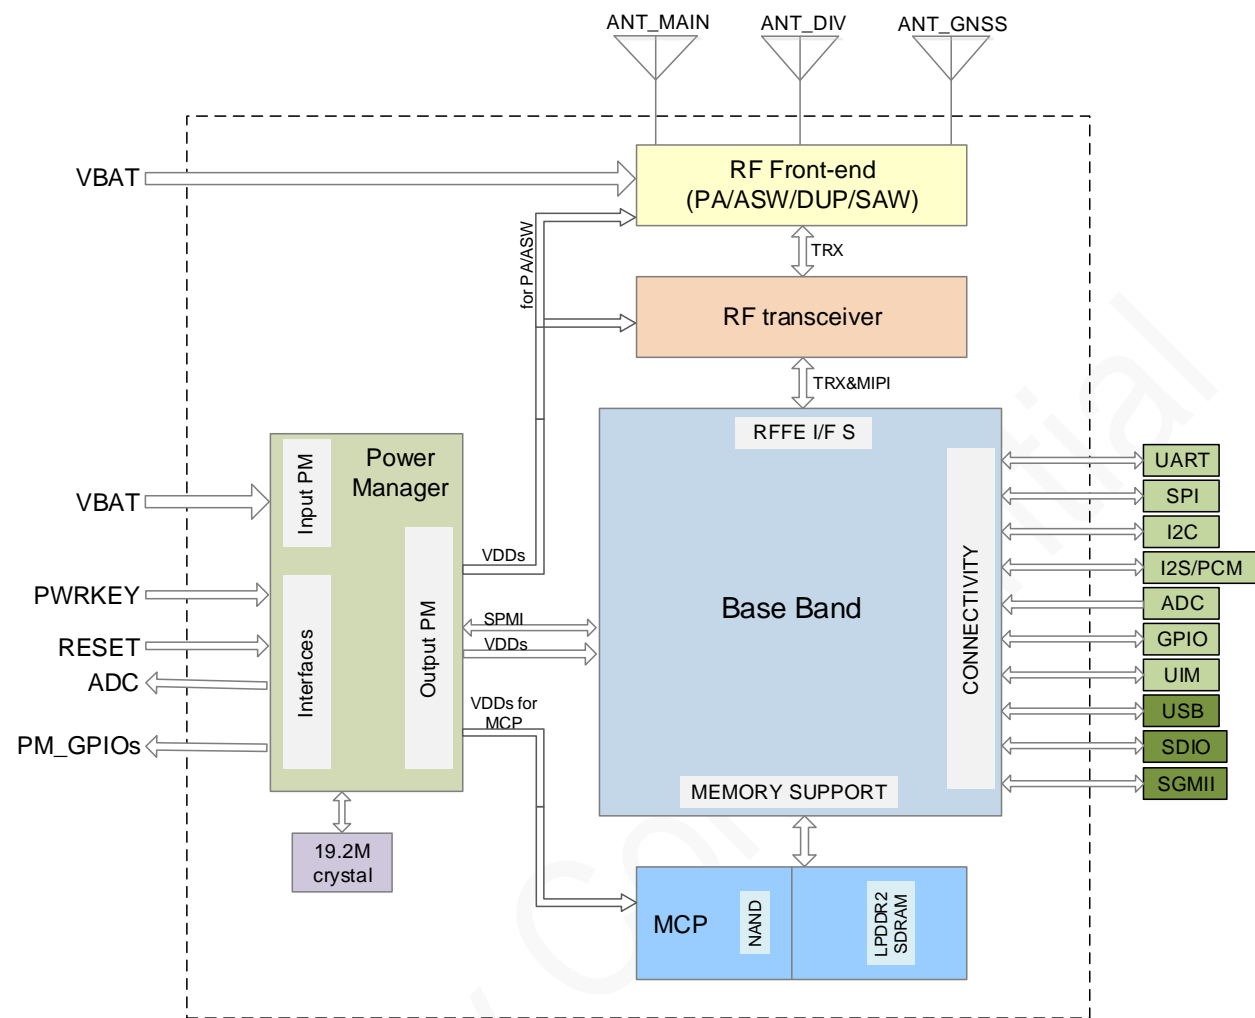 ANT_MAIN
ANT_DIV
ANT_GNSS
VBAT
RF Front-end
(PA/ASW/DUP/SAW)
for PA/ASW
TRX
RF transceiver
TRX&MIPI
RFFE I/F S
Power
Manager
Input PM
VBAT
VDDs
PWRKEY
Interfaces
Output PM
SPMI
RESET
VDDs
ADC
VDDs for
MCP
PM_GPIOs
Base Band
CONNECTIVITY
UART
SPI
I2C
I2S/PCM
ADC
GPIO
UIM
USB
SDIO
SGMII
MEMORY SUPPORT
19.2M
crystal
MCP
NAND
LPDDR2
SDRAM